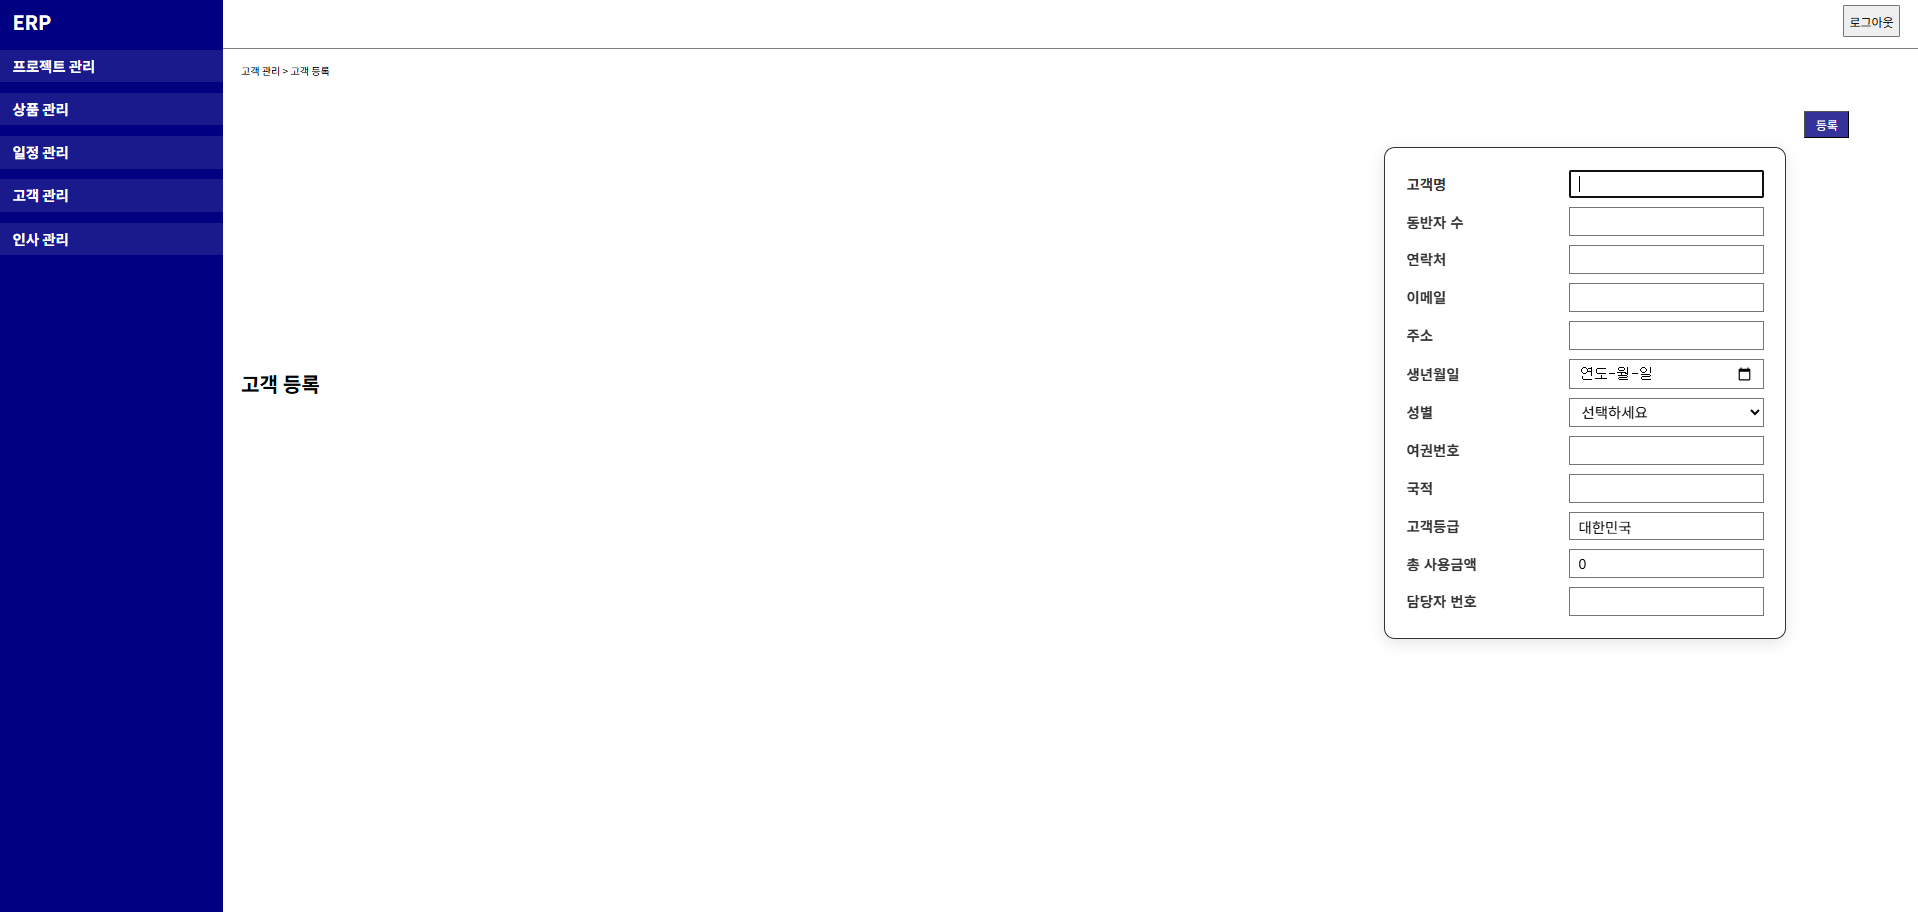 ERP
로그아웃
프로젝트 관리
상품 관리
일정 관리
고객 관리
인사 관리
고객 관리 > 고객 등록
등록
고객 등록
고객명
동반자 수
연락처
이메일
주소
생년월일 연도-월-일
성별 선택하세요
여권번호
국적
고객등급 대한민국
총 사용금액 0
담당자 번호